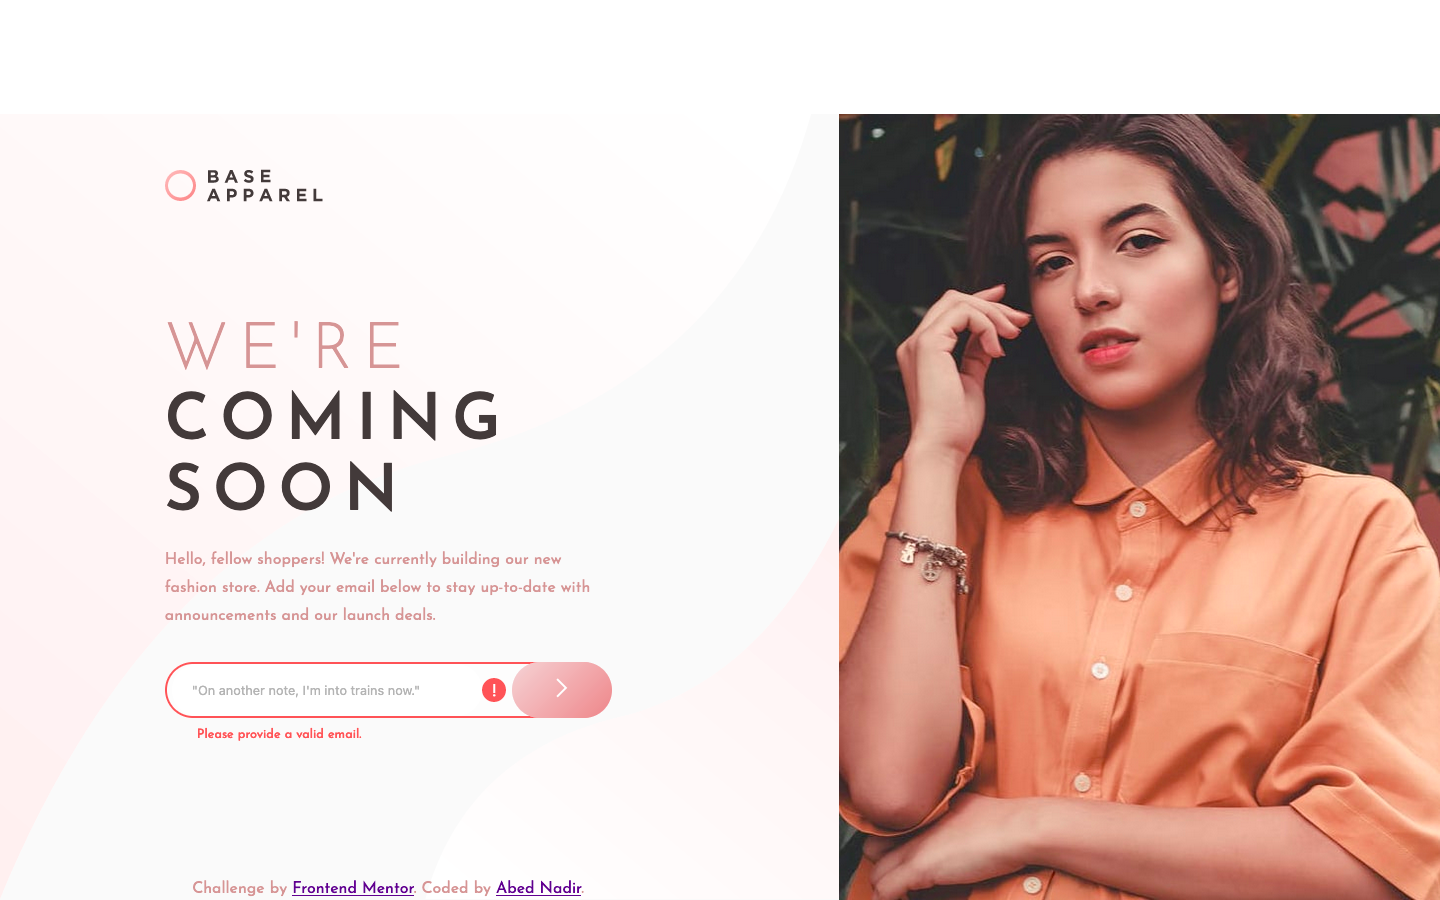 BASE
APPAREL
WE'RE
COMING
SOON
Hello, fellow shoppers! We're currently building our new
fashion store. Add your email below to stay up-to-date with
announcements and our launch deals.
"On another note, I'm into trains now."
!
Please provide a valid email.
Challenge by Frontend Mentor. Coded by Abed Nadir.